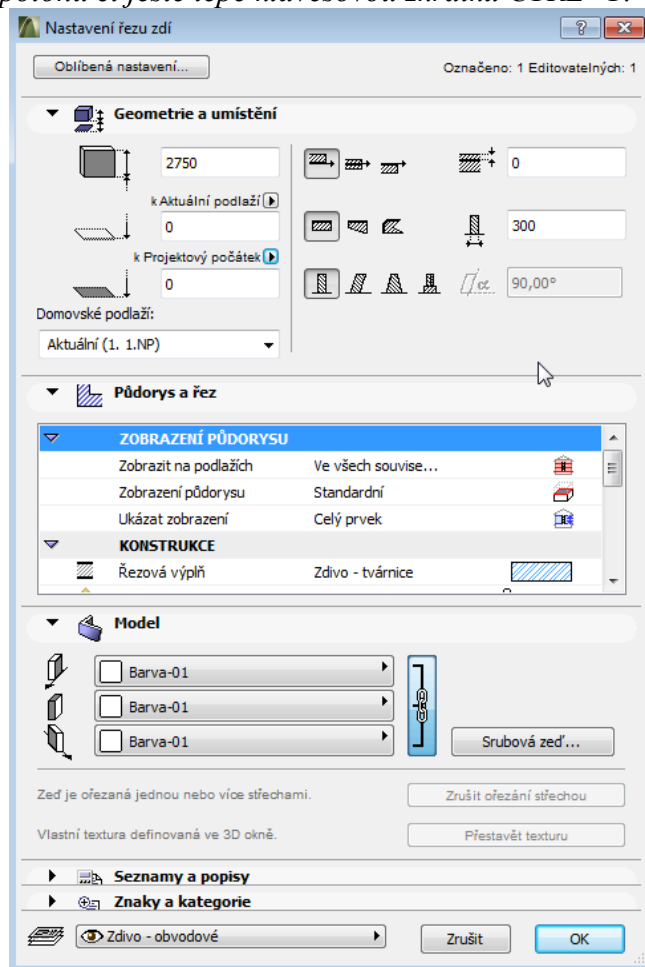 Nastavení řezu zdí
Oblíbená nastavení...
Označeno: 1 Editovatelných: 1
Geometrie a umístění
2750
0
k Aktuální podlaží
0
300
k Projektový počátek
0
α
90,00°
Domovské podlaží:
Aktuální (1. 1.NP)
Půdorys a řez
ZOBRAZENÍ PŮDORYSU
Zobrazit na podlažích Ve všech souvise...
Zobrazení půdorysu Standardní
Ukázat zobrazení Celý prvek
KONSTRUKCE
Řezová výplň Zdivo - tvárnice
Model
Barva-01
Barva-01
Barva-01
Srubová zeď...
Zeď je ořezaná jednou nebo více střechami.
Zrušit ořezání střechou
Vlastní textura definovaná ve 3D okně.
Přestavět texturu
Seznamy a popisy
Znaky a kategorie
Zdivo - obvodové
Zrušit
OK